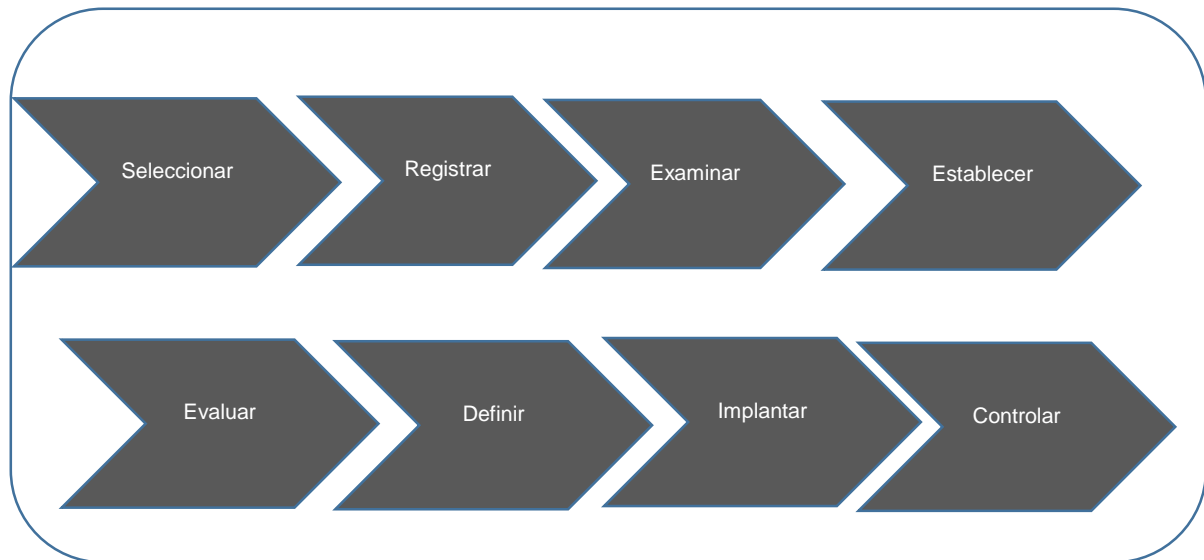 Seleccionar
Registrar
Examinar
Establecer
Evaluar
Definir
Implantar
Controlar